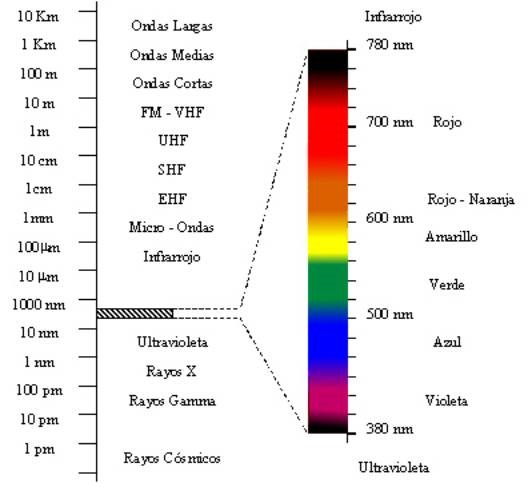 10 Km
1 Km
100 m
10 m
1m
10 cm
1cm
1mm
100µm
10 µm
1000 nm
10 nm
1 nm
100 pm
10 pm
1 pm
Ondas Largas
Ondas Medias
Ondas Cortas
FM - VHF
UHF
SHF
EHF
Micro - Ondas
Infrarrojo
Ultravioleta
Rayos X
Rayos Gamma
Rayos Cósmicos
Infrarrojo
780 nm
700 nm Rojo
Rojo - Naranja
600 nm
Amarillo
Verde
500 nm
Azul
Violeta
380 nm
Ultravioleta